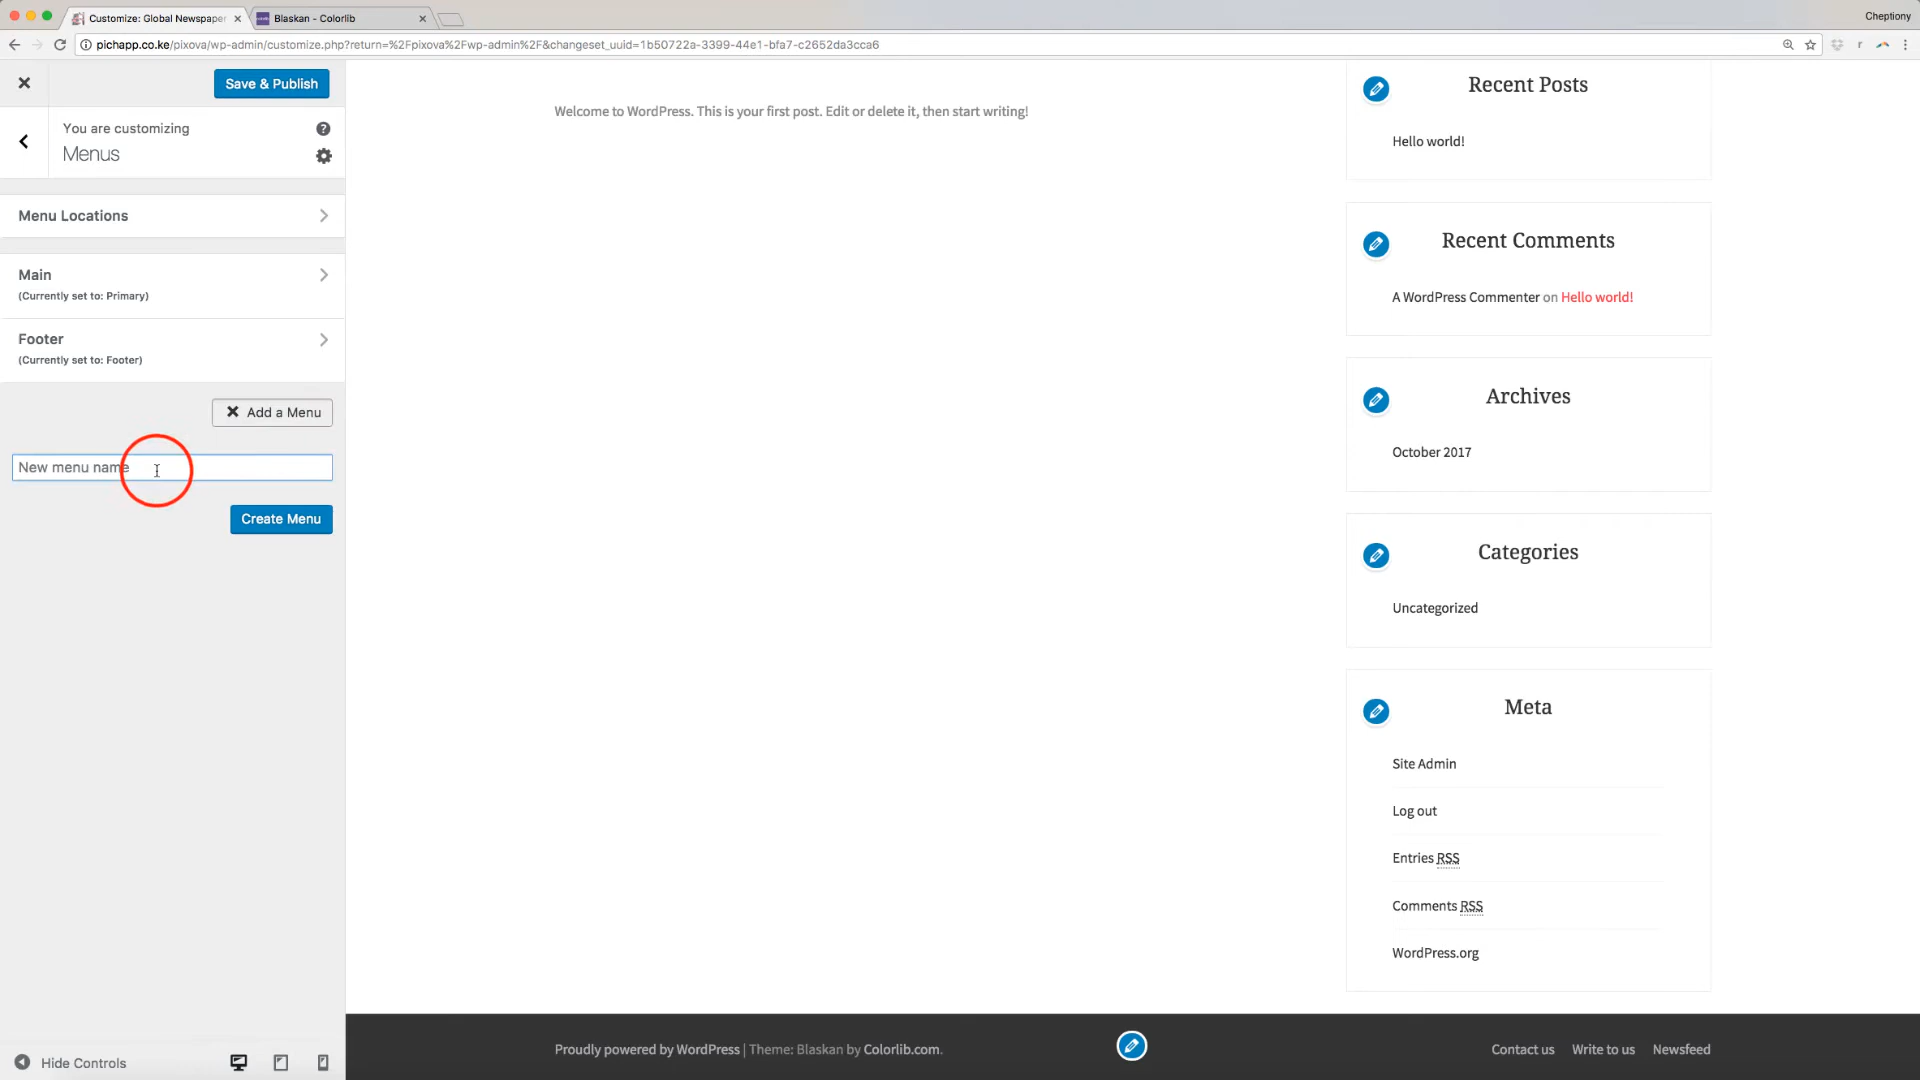 Customize: Global Newspaper
Blaskan - Colorlib
Cheptiony
pichapp.co.ke/pixova/wp-admin/customize.php?return=%2Fpixova%2Fwp-admin%2F&changeset_uuid=1b50722a-3399-44e1-bfa7-c2652da3cca6
Save & Publish
You are customizing
Menus
Menu Locations
Main
(Currently set to: Primary)
Footer
(Currently set to: Footer)
Add a Menu
New menu name
Create Menu
Hide Controls
Welcome to WordPress. This is your first post. Edit or delete it, then start writing!
Recent Posts
Hello world!
Recent Comments
A WordPress Commenter on Hello world!
Archives
October 2017
Categories
Uncategorized
Meta
Site Admin
Log out
Entries RSS
Comments RSS
WordPress.org
Proudly powered by WordPress | Theme: Blaskan by Colorlib.com.
Contact us Write to us Newsfeed